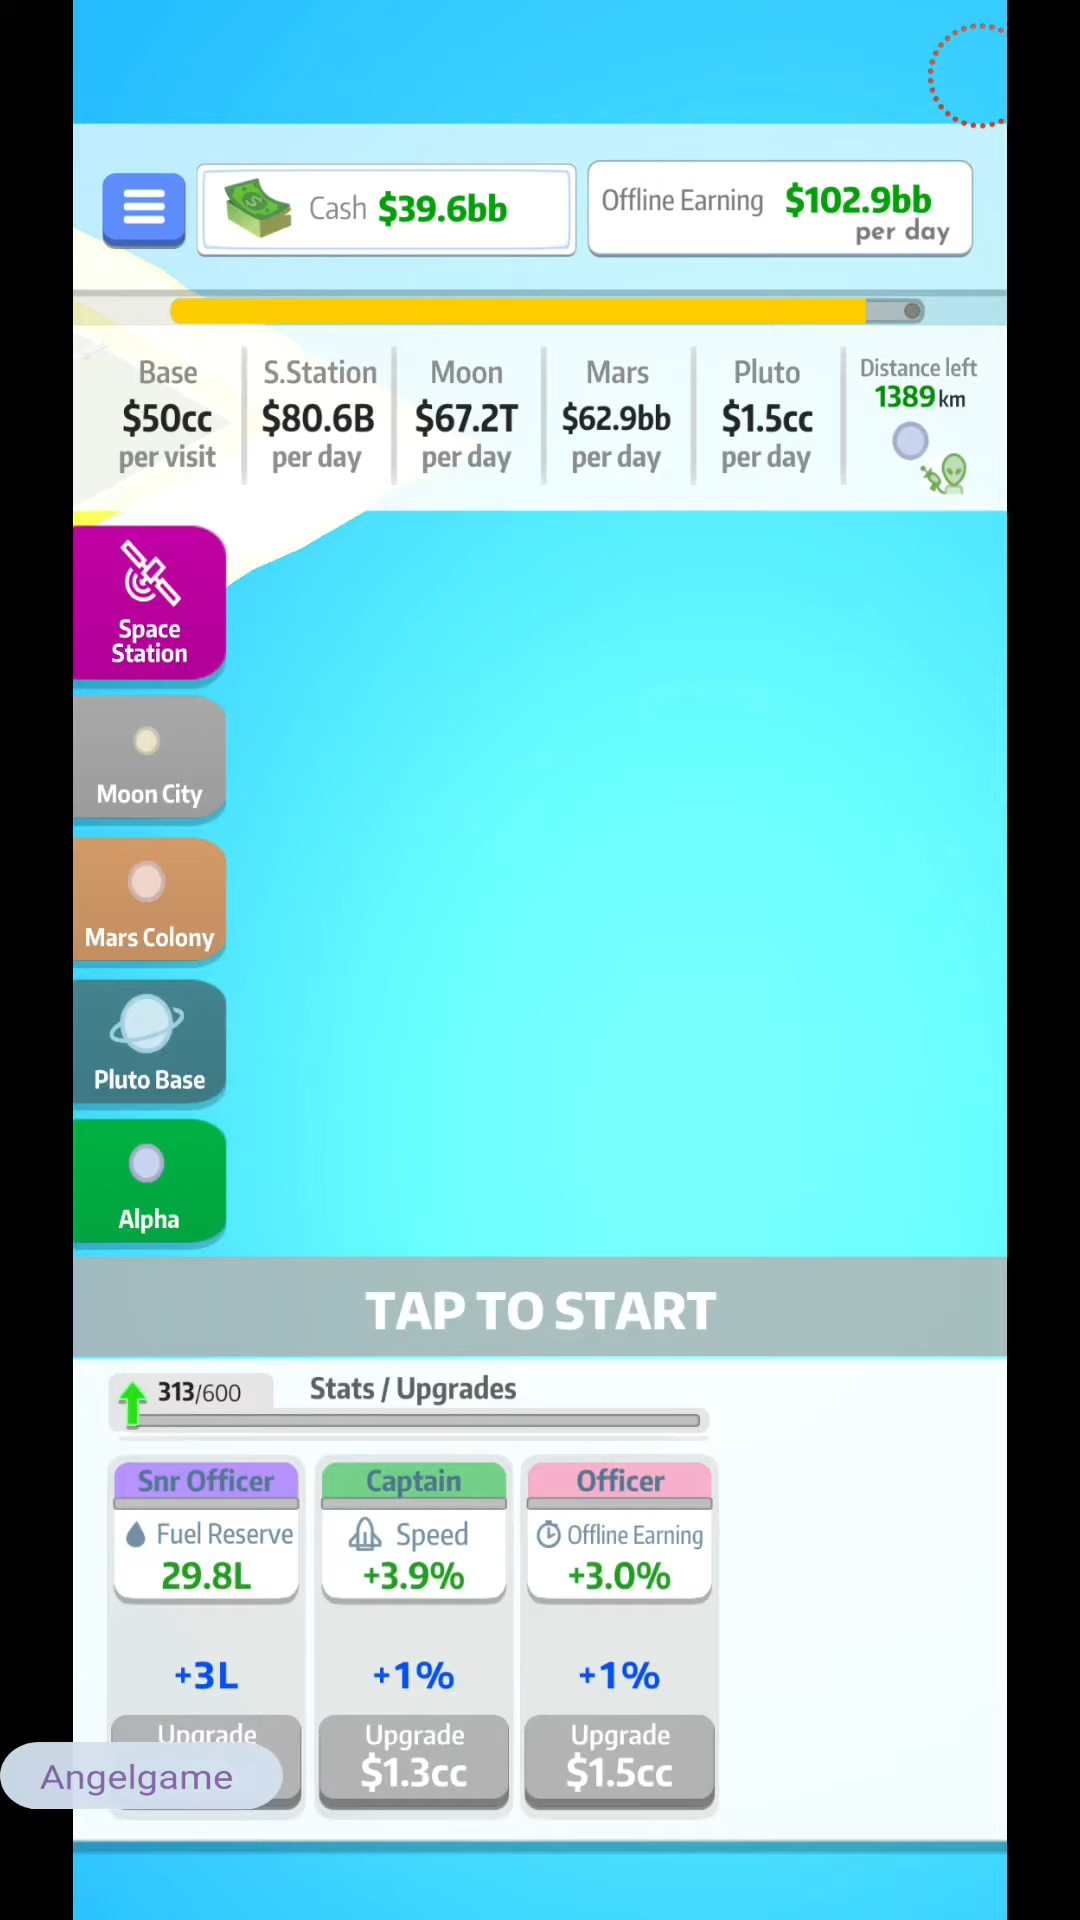 Cash $39.6bb
Offline Earning $102.9bb
per day
Base S.Station Moon Mars Pluto Distance left
$50cc $80.6B $67.2T $62.9bb $1.5cc 1389 km
per visit per day per day per day per day
Space
Station
Moon City
Mars Colony
Pluto Base
Alpha
TAP TO START
313/600 Stats / Upgrades
Snr Officer Captain Officer
Fuel Reserve Speed Offline Earning
29.8L +3.9% +3.0%
+3L +1% +1%
Upgrade Upgrade Upgrade
$1.3cc $1.5cc
Angelgame